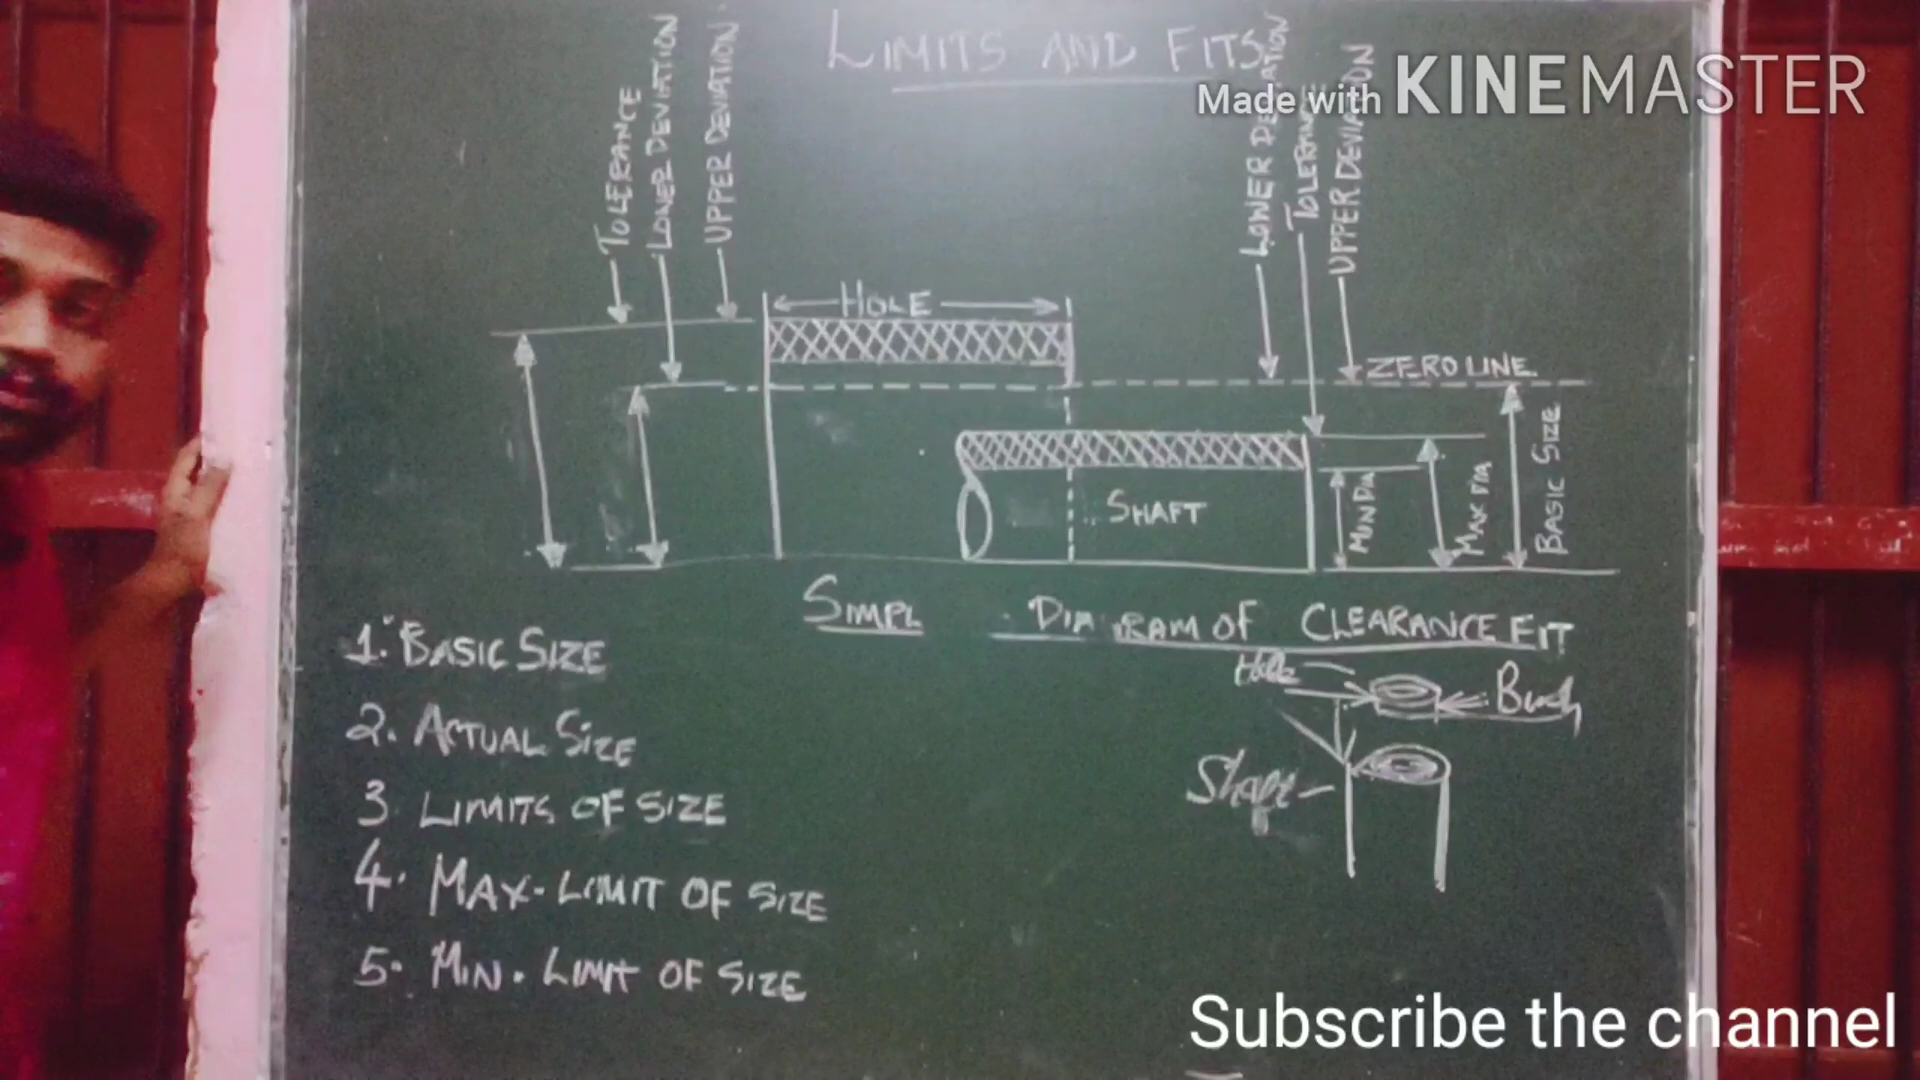 LIMITS AND FITS
Made with KINEMASTER
TOLERANCE
LOWER DEVIATION
UPPER DEVIATION
LOWER DEVIATION
TOLERANCE
UPPER DEVIATION
HOLE
ZERO LINE
SHAFT
MIN DIA
MAX DIA
BASIC SIZE
SIMPL DIA RAM OF CLEARANCE FIT
1. BASIC SIZE
2. ACTUAL SIZE
3 LIMITS OF SIZE
4. MAX-LIMIT OF SIZE
5. MIN. LIMIT OF SIZE
Hole
Bush
Subscribe the channel